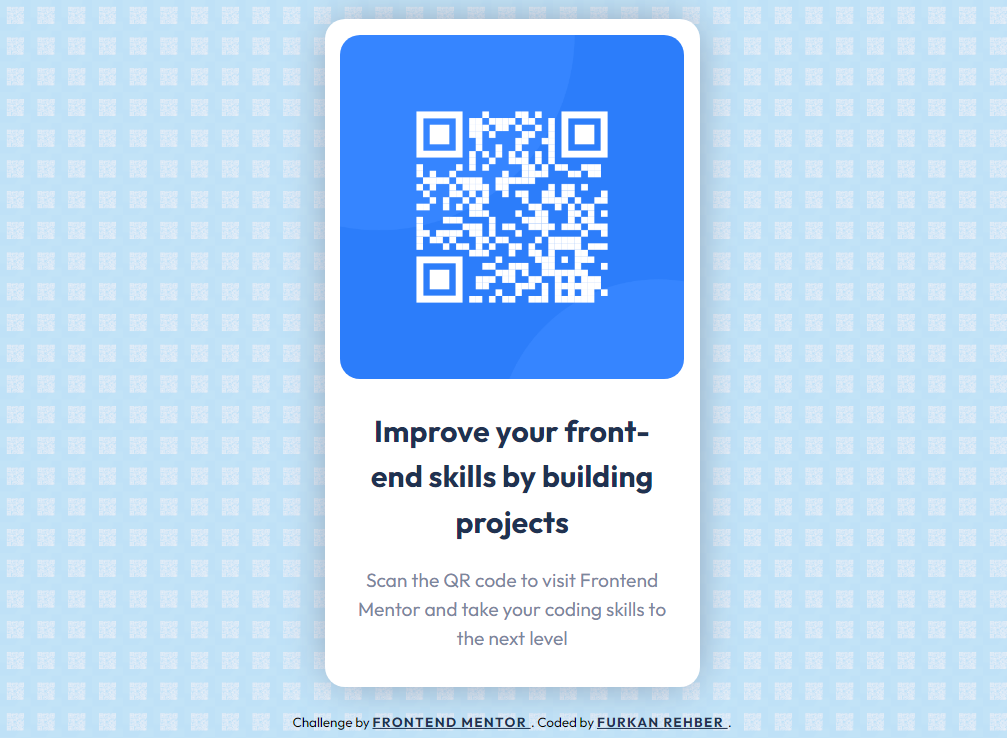 Improve your front-
end skills by building
projects
Scan the QR code to visit Frontend
Mentor and take your coding skills to
the next level
Challenge by FRONTEND MENTOR . Coded by FURKAN REHBER .